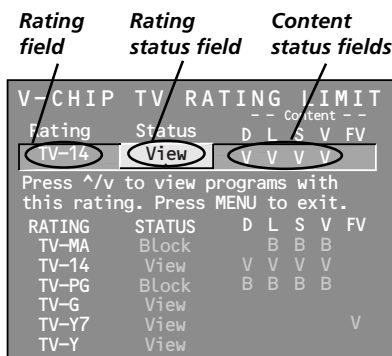 Rating Rating Content
field status field status fields
V-CHIP TV RATING LIMIT
- - Content - -
Rating Status D L S V FV
TV-14 View V V V V
Press ^/v to view programs with
this rating. Press MENU to exit.
RATING STATUS D L S V FV
TV-MA Block B B B
TV-14 View V V V V
TV-PG Block B B B B
TV-G View
TV-Y7 View V
TV-Y View